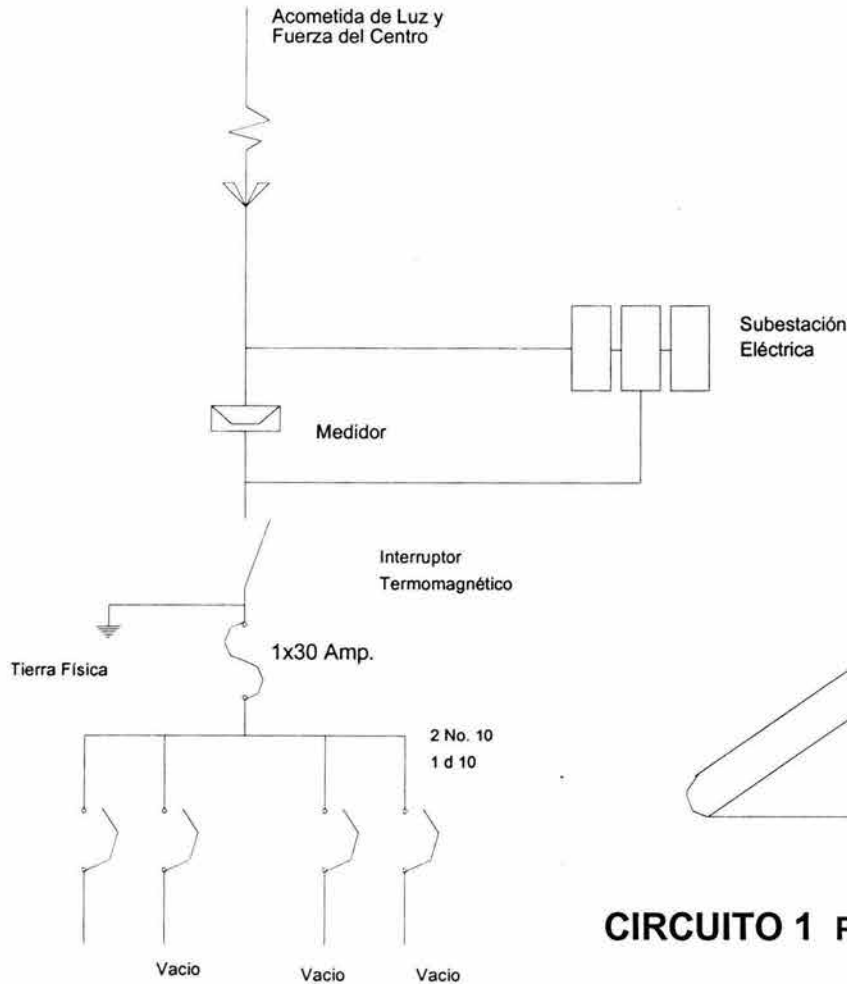 Acometida de Luz y
Fuerza del Centro
Subestación
Eléctrica
Medidor
Interruptor
Termomagnético
1x30 Amp.
Tierra Física
2 No. 10
1 d 10
CIRCUITO 1
Vacio
Vacio
Vacio